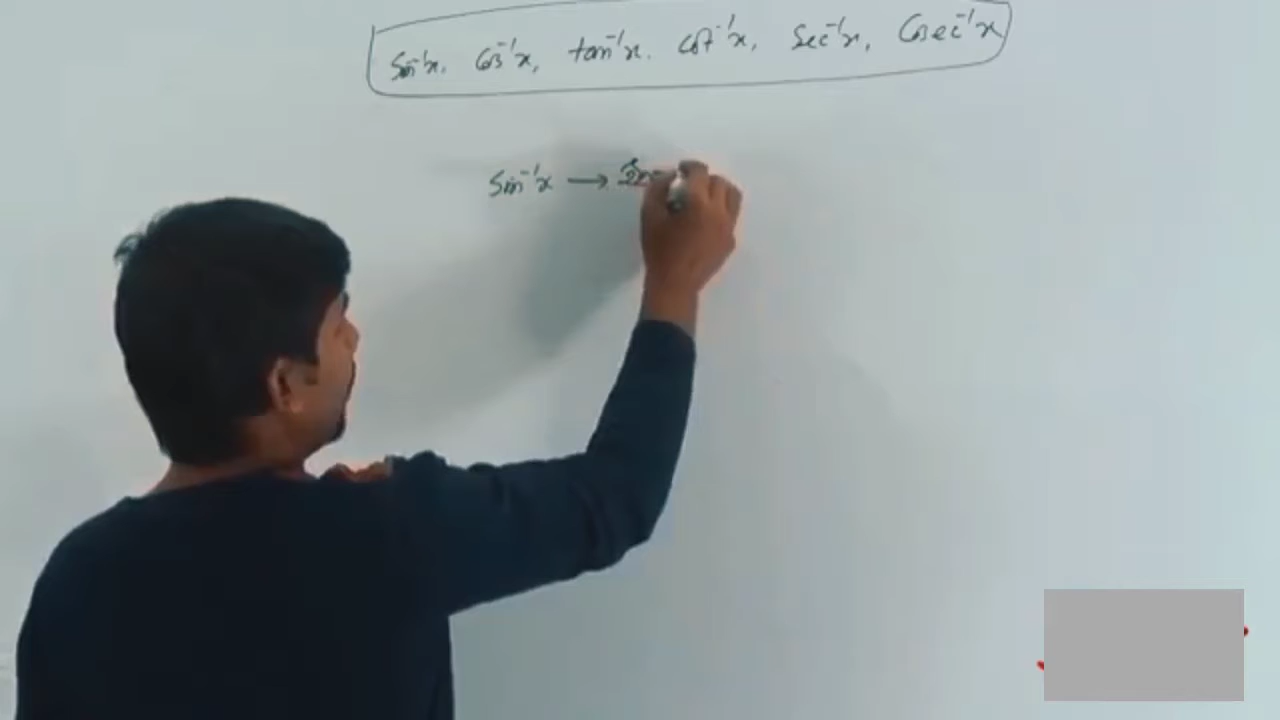 Sin⁻¹x, Cos⁻¹x, tan⁻¹x, Cot⁻¹x, Sec⁻¹x, Cosec⁻¹x
Sin⁻¹x →